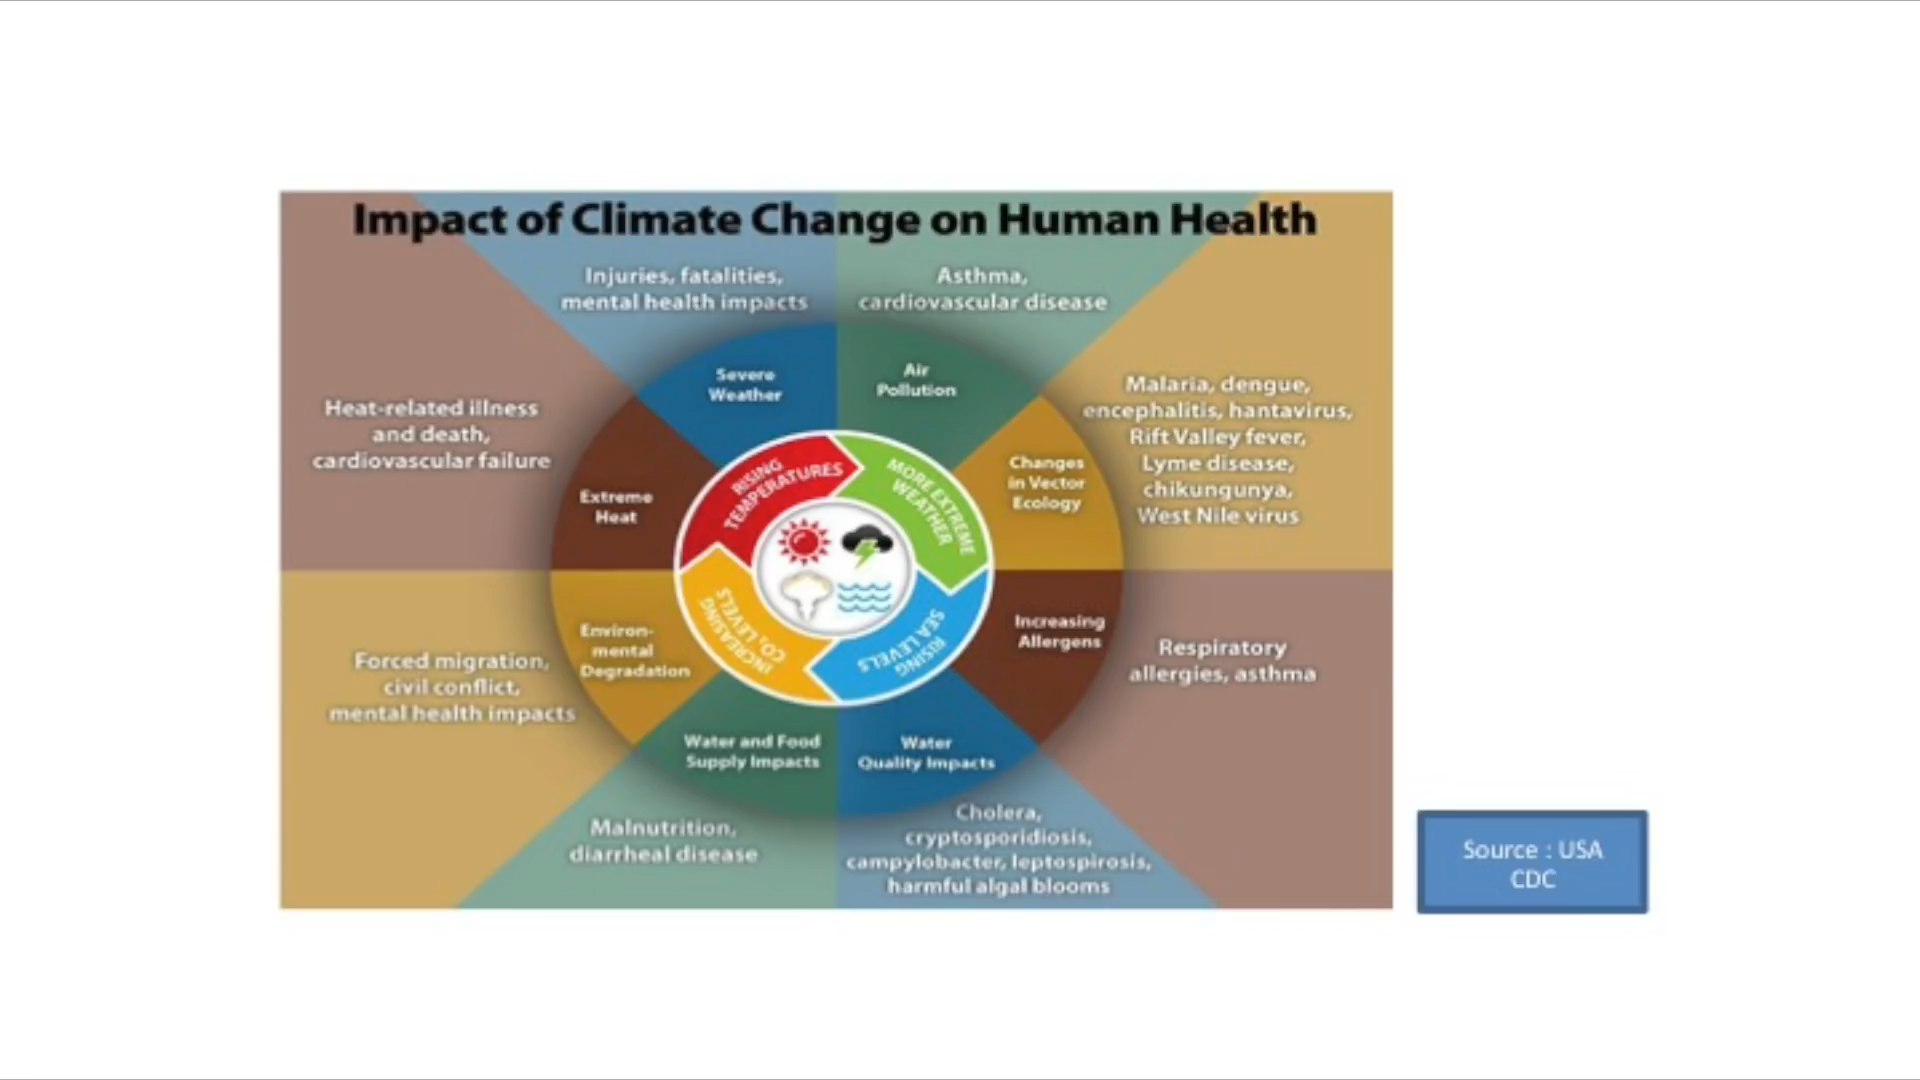 Impact of Climate Change on Human Health
Injuries, fatalities,
mental health impacts
Asthma,
cardiovascular disease
Severe
Weather
Air
Pollution
Heat-related illness
and death,
cardiovascular failure
Extreme
Heat
Changes
in Vector
Ecology
Malaria, dengue,
encephalitis, hantavirus,
Rift Valley fever,
Lyme disease,
chikungunya,
West Nile virus
RISING
TEMPERATURES
MORE EXTREME
WEATHER
INCREASING
CO₂ LEVELS
RISING
SEA LEVELS
Forced migration,
civil conflict,
mental health impacts
Environ-
mental
Degradation
Increasing
Allergens
Respiratory
allergies, asthma
Water and Food
Supply Impacts
Water
Quality Impacts
Malnutrition,
diarrheal disease
Cholera,
cryptosporidiosis,
campylobacter, leptospirosis,
harmful algal blooms
Source : USA
CDC